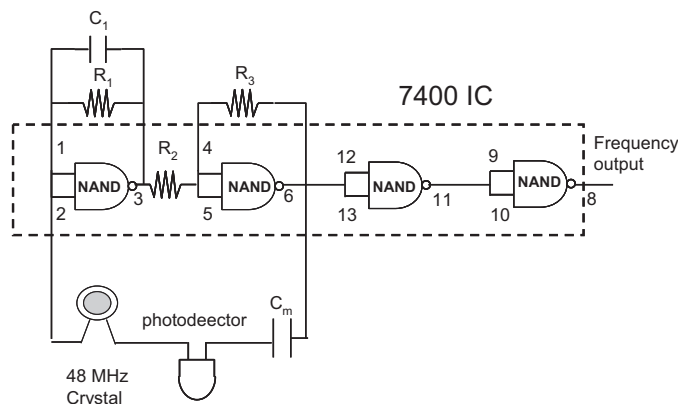 C1
R1
R3
7400 IC
1
R2
4
12
9
Frequency
output
NAND
NAND
NAND
NAND
2
3
5
6
13
11
10
8
photodeector
Cm
48 MHz
Crystal